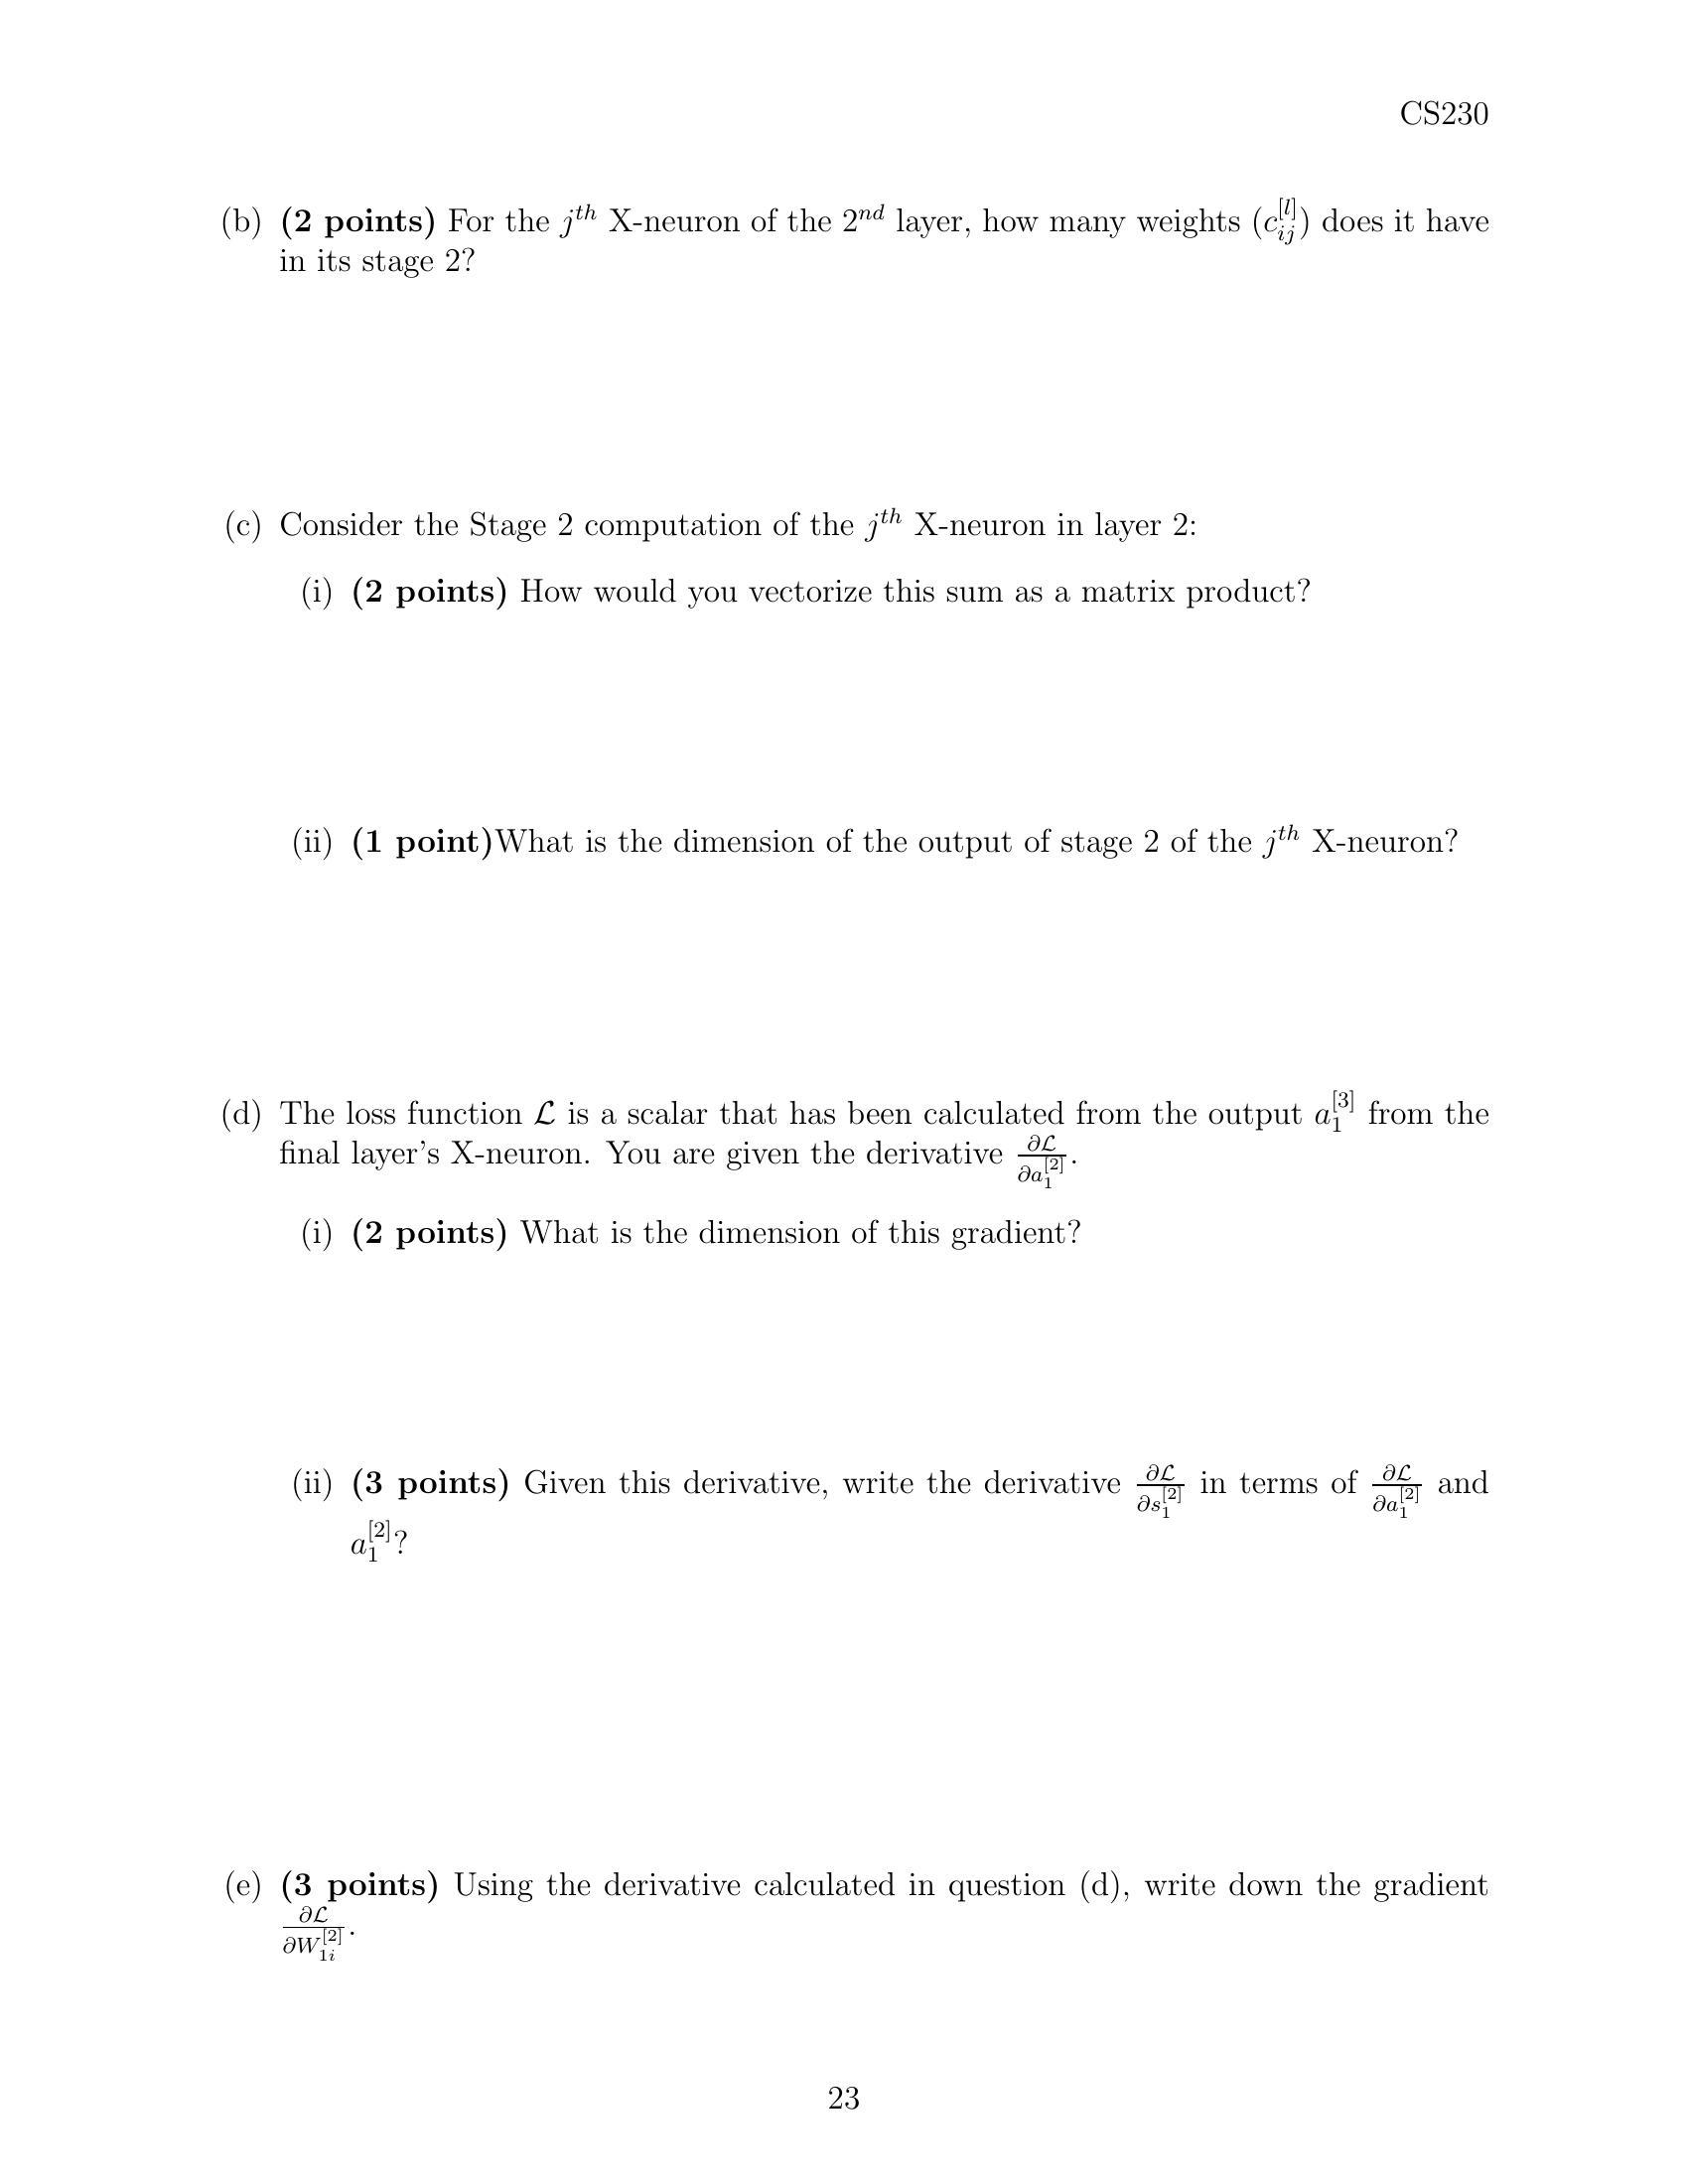 CS230
(b) (2 points) For the j^{th} X-neuron of the 2^{nd} layer, how many weights (c_{ij}^{[l]}) does it have
in its stage 2?
(c) Consider the Stage 2 computation of the j^{th} X-neuron in layer 2:
(i) (2 points) How would you vectorize this sum as a matrix product?
(ii) (1 point)What is the dimension of the output of stage 2 of the j^{th} X-neuron?
(d) The loss function \mathcal{L} is a scalar that has been calculated from the output a_1^{[3]} from the
final layer's X-neuron. You are given the derivative \frac{\partial \mathcal{L}}{\partial a_1^{[2]}}.
(i) (2 points) What is the dimension of this gradient?
(ii) (3 points) Given this derivative, write the derivative \frac{\partial \mathcal{L}}{\partial s_1^{[2]}} in terms of \frac{\partial \mathcal{L}}{\partial a_1^{[2]}} and
a_1^{[2]}?
(e) (3 points) Using the derivative calculated in question (d), write down the gradient
\frac{\partial \mathcal{L}}{\partial W_{1i}^{[2]}}.
23